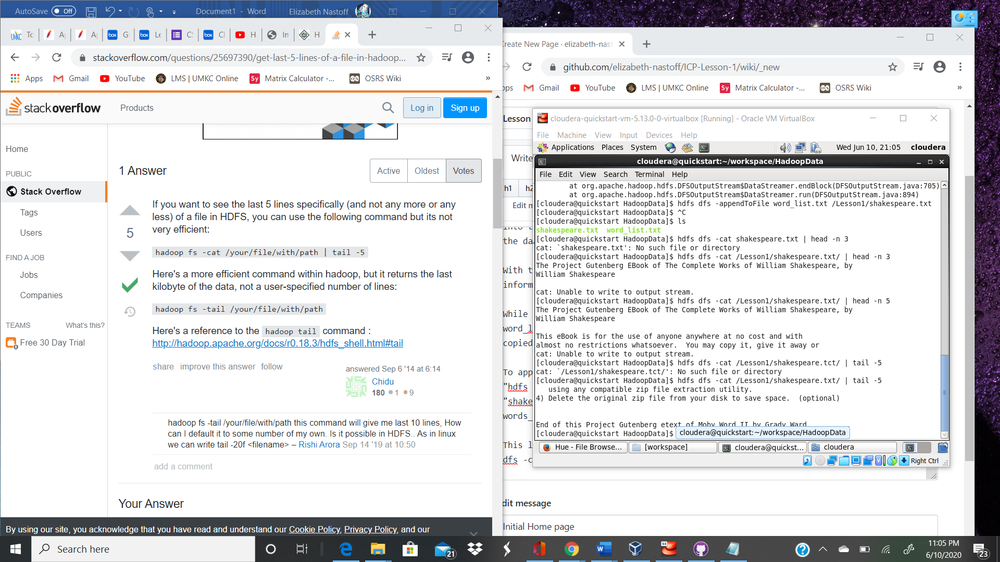 AutoSave Off
Document1 - Word
Elizabeth Nastoff
stackoverflow.com/questions/25697390/get-last-5-lines-of-a-file-in-hadoop...
Apps Gmail YouTube LMS | UMKC Online Matrix Calculator -... OSRS Wiki »
stackoverflow Products Log in Sign up
Home
PUBLIC
Stack Overflow
Tags
Users
FIND A JOB
Jobs
Companies
TEAMS What's this?
Free 30 Day Trial
1 Answer
Active Oldest Votes
5
If you want to see the last 5 lines specifically (and not any more or any
less) of a file in HDFS, you can use the following command but its not
very efficient:
hadoop fs -cat /your/file/with/path | tail -5
Here's a more efficient command within hadoop, but it returns the last
kilobyte of the data, not a user-specified number of lines:
hadoop fs -tail /your/file/with/path
Here's a reference to the hadoop tail command :
http://hadoop.apache.org/docs/r0.18.3/hdfs_shell.html#tail
share improve this answer follow
answered Sep 6 '14 at 6:14
Chidu
180 1 9
hadoop fs -tail /your/file/with/path this command will give me last 10 lines, How
can I default it to some number of my own. Is it possible in HDFS.. As in linux
we can write tail -20f <filename> – Rishi Arora Sep 14 '19 at 10:50
add a comment
Your Answer
By using our site, you acknowledge that you have read and understand our Cookie Policy, Privacy Policy, and our
Create New Page · elizabeth-nast
github.com/elizabeth-nastoff/ICP-Lesson-1/wiki/_new
Gmail YouTube LMS | UMKC Online Matrix Calculator -... OSRS Wiki »
Lesson
Write
h1
the da
With t
inform
While
word_l
copied
To app
"hdfs
"shake
words_
This l
dfs -c
dit message
Initial Home page
cloudera-quickstart-vm-5.13.0-0-virtualbox [Running] - Oracle VM VirtualBox
File Machine View Input Devices Help
Applications Places System Wed Jun 10, 21:05 cloudera
cloudera@quickstart:~/workspace/HadoopData
File Edit View Search Terminal Help
at org.apache.hadoop.hdfs.DFSOutputStream$DataStreamer.endBlock(DFSOutputStream.java:705)
at org.apache.hadoop.hdfs.DFSOutputStream$DataStreamer.run(DFSOutputStream.java:894)
[cloudera@quickstart HadoopData]$ hdfs dfs -appendToFile word_list.txt /Lesson1/shakespeare.txt
[cloudera@quickstart HadoopData]$ ^C
[cloudera@quickstart HadoopData]$ ls
shakespeare.txt word_list.txt
[cloudera@quickstart HadoopData]$ hdfs dfs -cat shakespeare.txt | head -n 3
cat: `shakespeare.txt': No such file or directory
[cloudera@quickstart HadoopData]$ hdfs dfs -cat /Lesson1/shakespeare.txt/ | head -n 3
The Project Gutenberg EBook of The Complete Works of William Shakespeare, by
William Shakespeare
cat: Unable to write to output stream.
[cloudera@quickstart HadoopData]$ hdfs dfs -cat /Lesson1/shakespeare.txt/ | head -n 5
The Project Gutenberg EBook of The Complete Works of William Shakespeare, by
William Shakespeare
This eBook is for the use of anyone anywhere at no cost and with
almost no restrictions whatsoever. You may copy it, give it away or
cat: Unable to write to output stream.
[cloudera@quickstart HadoopData]$ hdfs dfs -cat /Lesson1/shakespeare.tct/ | tail -5
cat: `/Lesson1/shakespeare.tct/': No such file or directory
[cloudera@quickstart HadoopData]$ hdfs dfs -cat /Lesson1/shakespeare.txt/ | tail -5
using any compatible zip file extraction utility.
4) Delete the original zip file from your disk to save space. (optional)
End of this Project Gutenberg etext of Moby Word II by Grady Ward
[cloudera@quickstart HadoopData]$
cloudera@quickstart:~/workspace/HadoopData
Hue - File Browse... [workspace] cloudera@quickst... cloudera
Right Ctrl
Search here
21
11:05 PM
6/10/2020
23